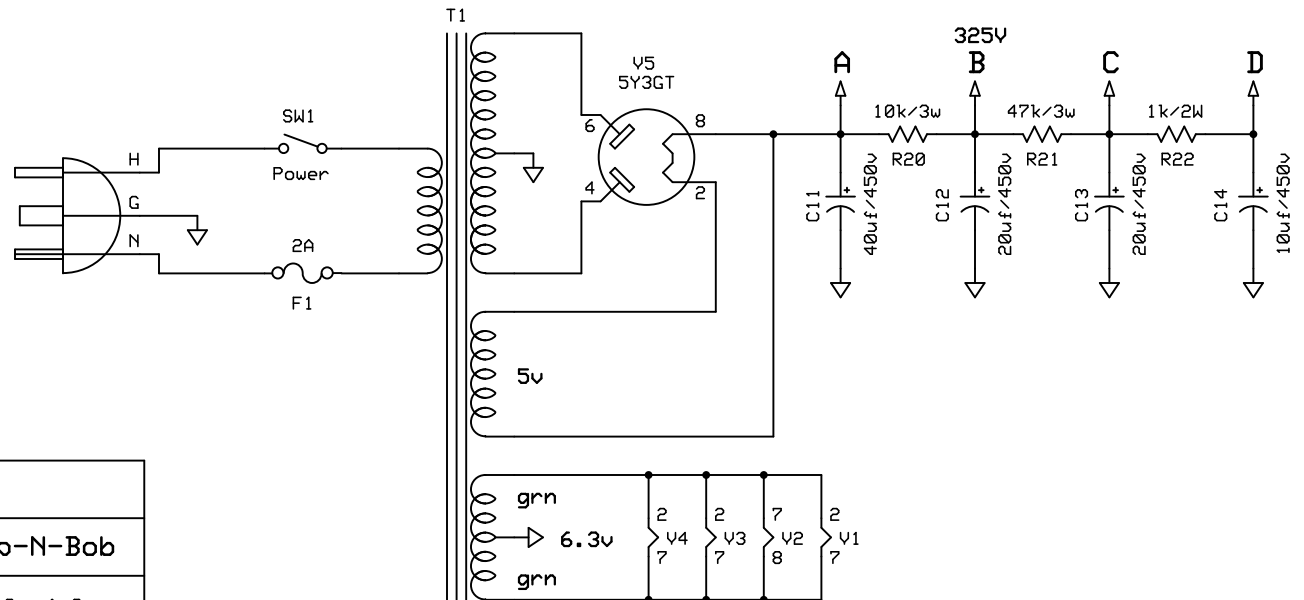 T1
325V
A B C D
V5
5Y3GT
SW1
H
Power
G
N
2A
F1
6
4
8
2
10k/3w
R20
47k/3w
R21
1k/2W
R22
C11
+
40uf/450v
C12
+
20uf/450v
C13
+
20uf/450v
C14
+
10uf/450v
5v
grn
6.3v
grn
2 V4 7
2 V3 7
7 V2 8
2 V1 7
-N-Bob